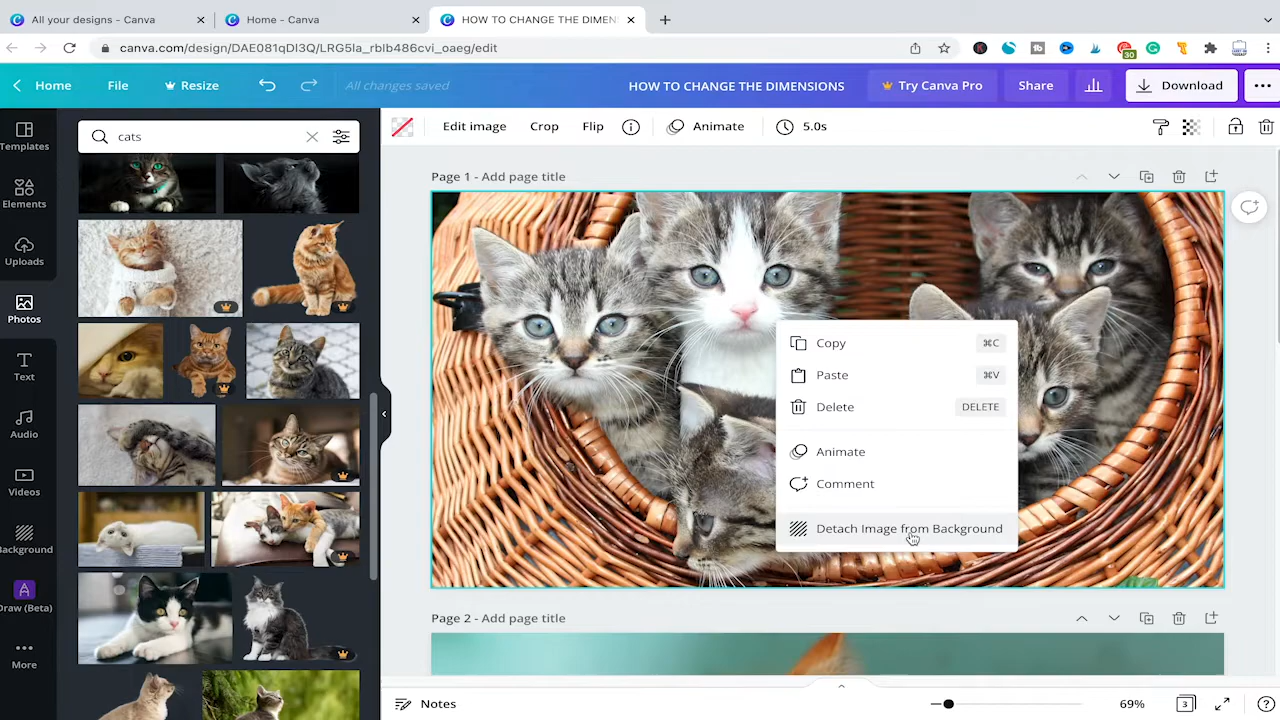 All your designs - Canva
Home - Canva
HOW TO CHANGE THE DIMEN
canva.com/design/DAE081qDI3Q/LRG5la_rblb486cvi_oaeg/edit
30
Home
File
Resize
All changes saved
HOW TO CHANGE THE DIMENSIONS
Try Canva Pro
Share
Download
cats
Edit image
Crop
Flip
Animate
5.0s
Templates
Elements
Uploads
Photos
Text
Audio
Videos
Background
Draw (Beta)
More
Page 1 - Add page title
Copy
⌘C
Paste
⌘V
Delete
DELETE
Animate
Comment
Detach Image from Background
Page 2 - Add page title
Notes
69%
3